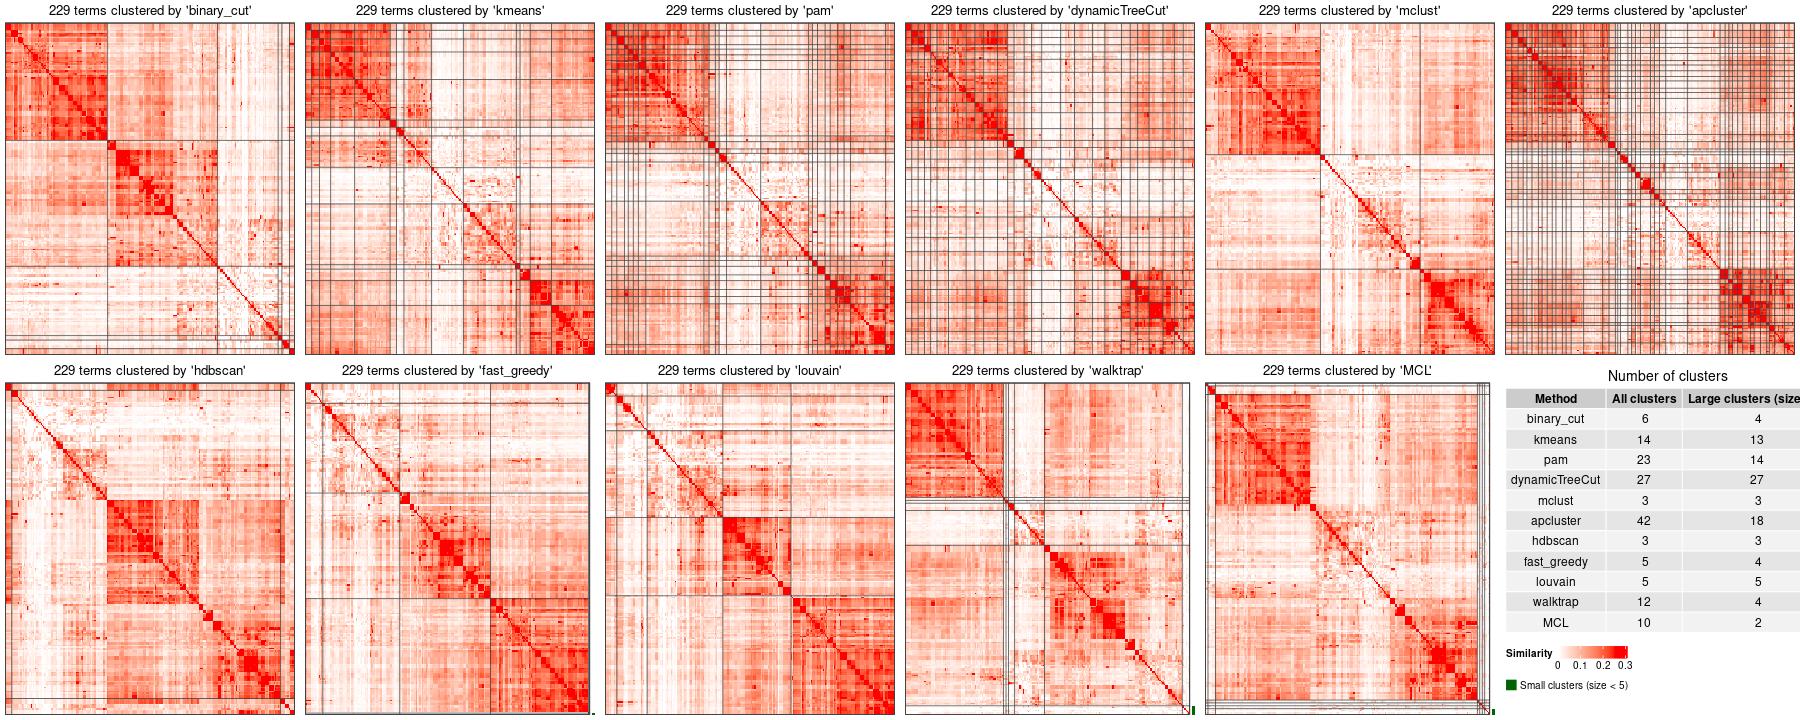 229 terms clustered by 'binary_cut'
229 terms clustered by 'kmeans'
229 terms clustered by 'pam'
229 terms clustered by 'dynamicTreeCut'
229 terms clustered by 'mclust'
229 terms clustered by 'apcluster'
229 terms clustered by 'hdbscan'
229 terms clustered by 'fast_greedy'
229 terms clustered by 'louvain'
229 terms clustered by 'walktrap'
229 terms clustered by 'MCL'
Number of clusters
Method All clusters Large clusters (size
binary_cut 6 4
kmeans 14 13
pam 23 14
dynamicTreeCut 27 27
mclust 3 3
apcluster 42 18
hdbscan 3 3
fast_greedy 5 4
louvain 5 5
walktrap 12 4
MCL 10 2
Similarity
0 0.1 0.2 0.3
Small clusters (size < 5)